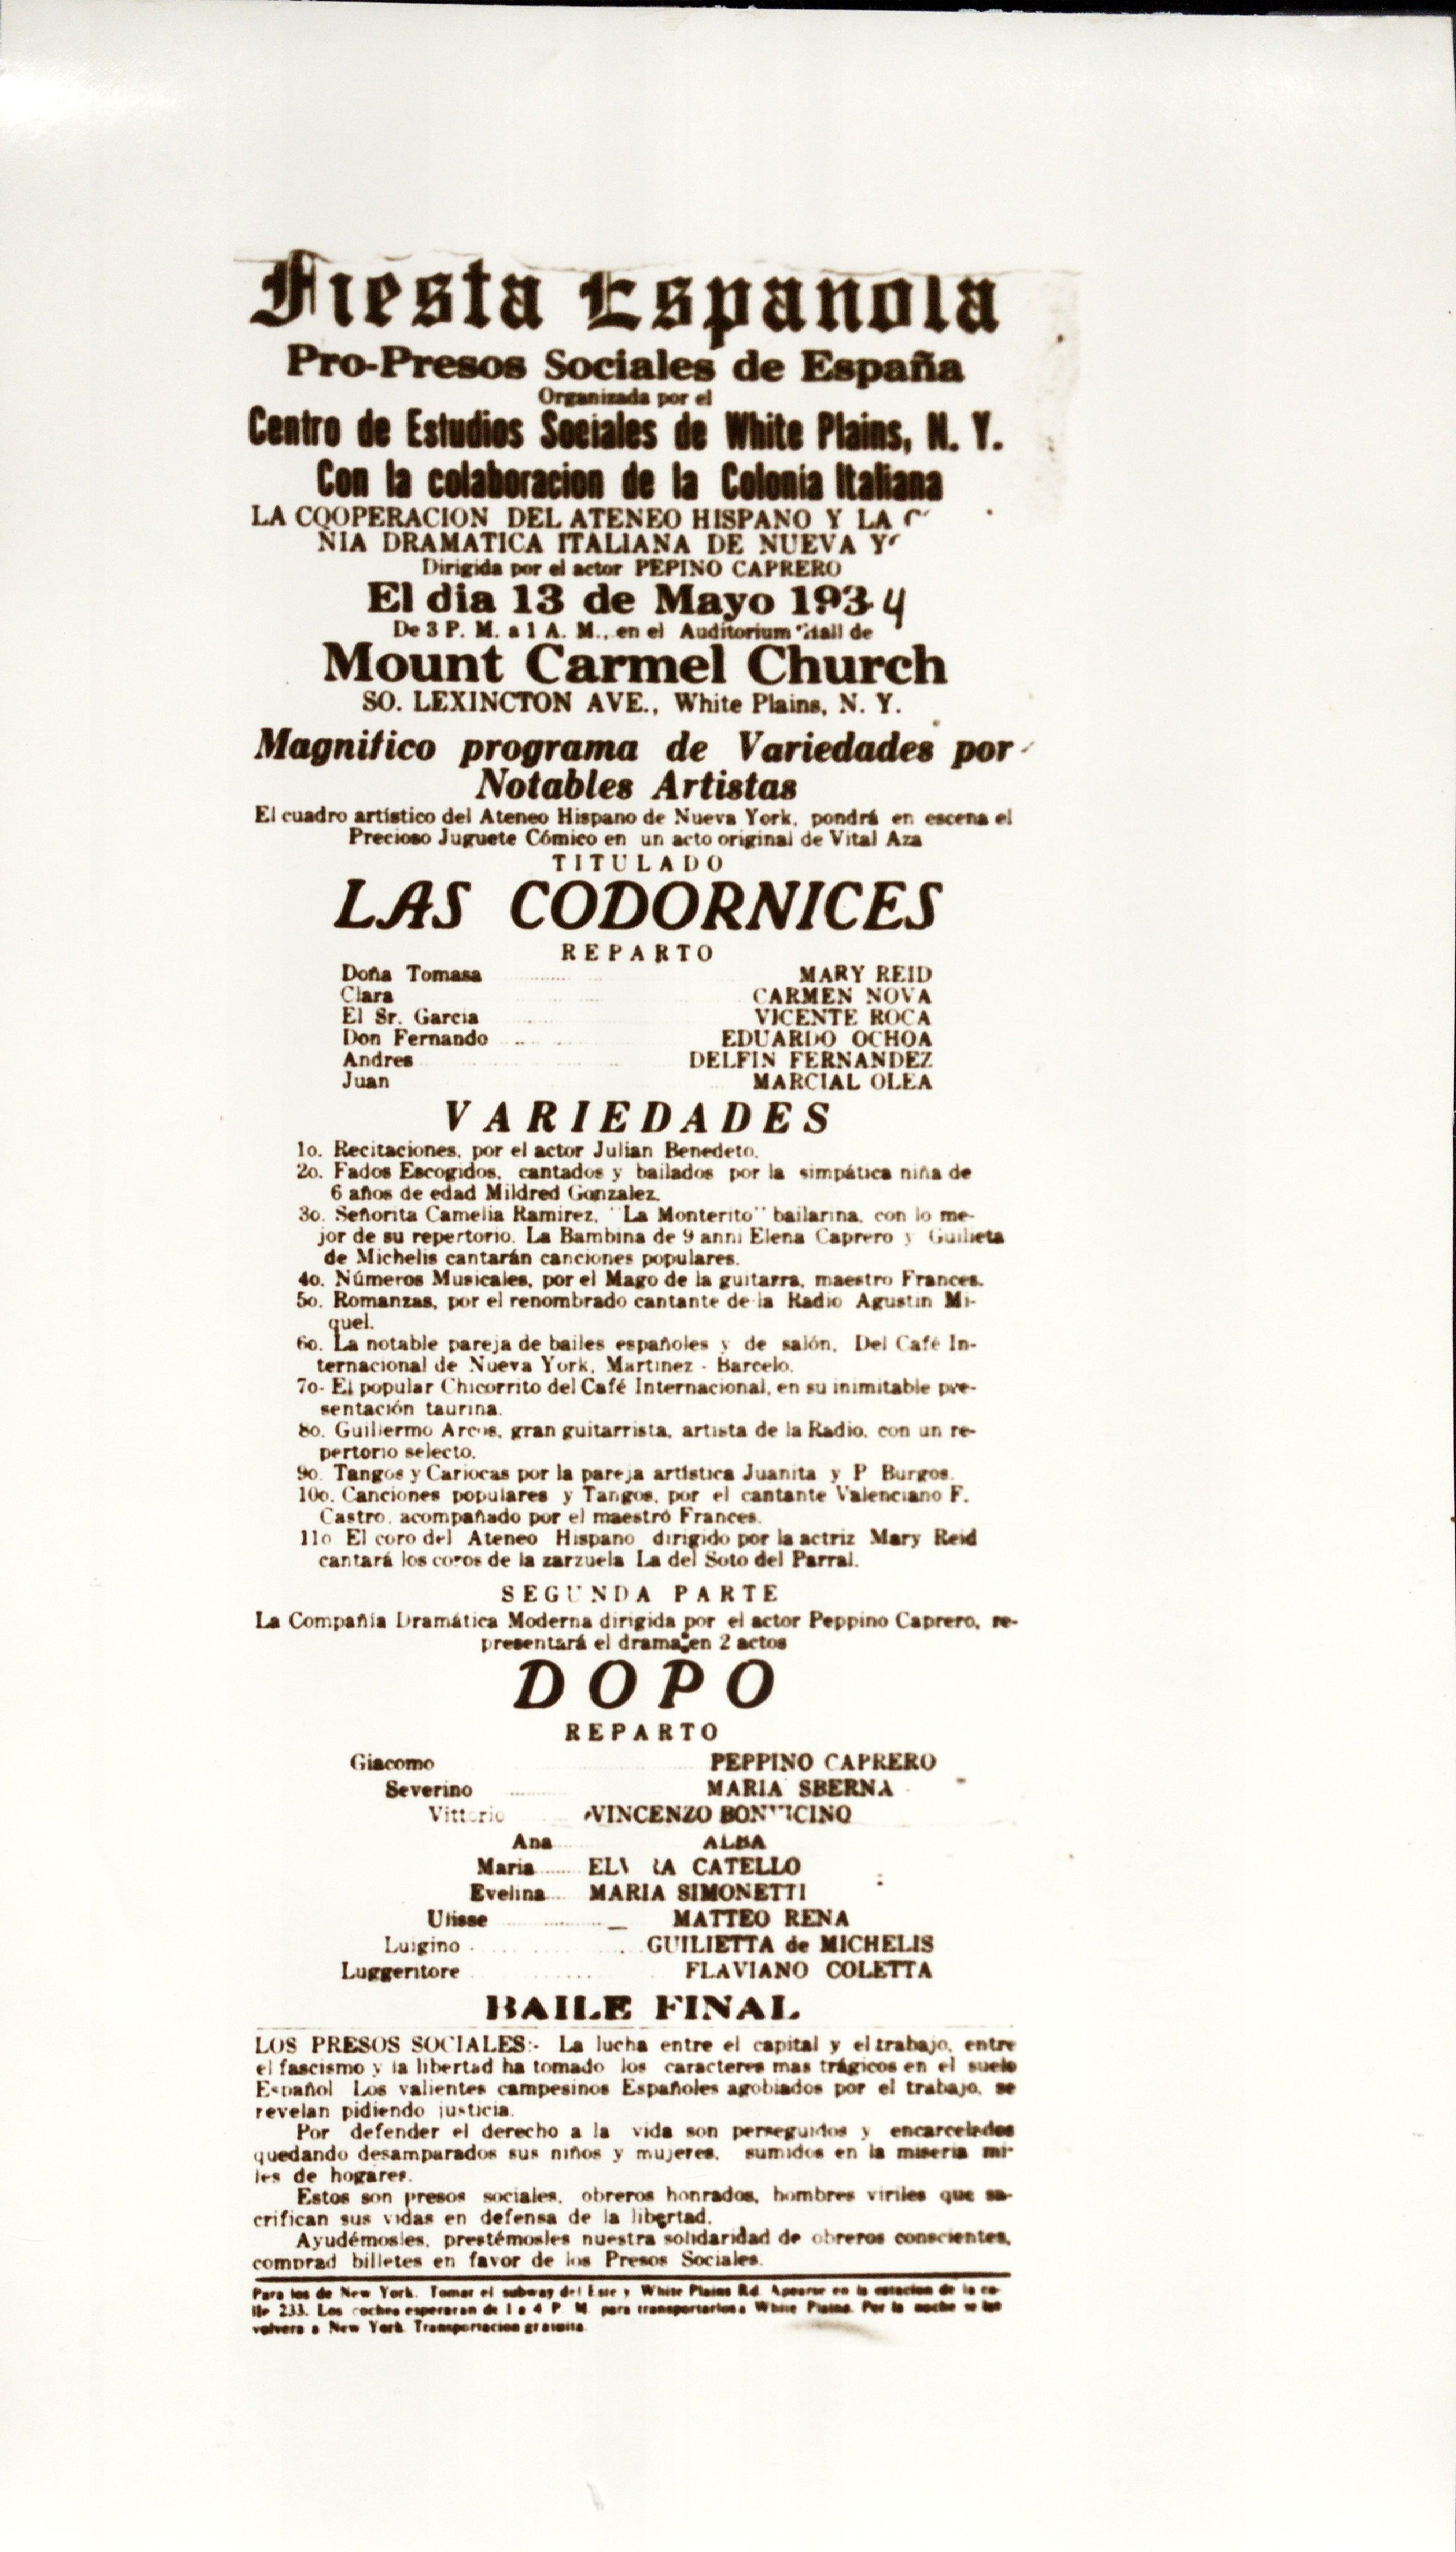 Fiesta Española
Pro-Presos Sociales de España
Organizada por el
Centro de Estudios Sociales de White Plains, N. Y.
Con la colaboracion de la Colonia Italiana
LA COOPERACION DEL ATENEO HISPANO Y LA
ÑIA DRAMATICA ITALIANA DE NUEVA
Dirigida por el actor PEPINO CAPRERO
El dia 13 de Mayo 1934
De 3 P. M. a 1 A. M., en el Auditorium Hall de
Mount Carmel Church
SO. LEXINCTON AVE., White Plains, N. Y.
Magnifico programa de Variedades por
Notables Artistas
El cuadro artístico del Ateneo Hispano de Nueva York, pondrá en escena el
Precioso Juguete Cómico en un acto original de Vital Aza
TITULADO
LAS CODORNICES
REPARTO
Doña Tomasa MARY REID
Clara CARMEN NOVA
El Sr. Garcia VICENTE ROCA
Don Fernando EDUARDO OCHOA
Andres DELFIN FERNANDEZ
Juan MARCIAL OLEA
VARIEDADES
1o. Recitaciones, por el actor Julian Benedeto.
2o. Fados Escogidos, cantados y bailados por la simpática niña de
6 años de edad Mildred Gonzalez.
3o. Señorita Camelia Ramirez, "La Monterito" bailarina, con lo me-
jor de su repertorio. La Bambina de 9 anni Elena Caprero y Guilieta
de Michelis cantarán canciones populares.
4o. Números Musicales, por el Mago de la guitarra, maestro Frances.
5o. Romanzas, por el renombrado cantante de la Radio Agustin Mi-
quel.
6o. La notable pareja de bailes españoles y de salón, Del Café In-
ternacional de Nueva York, Martinez - Barcelo.
7o- El popular Chicorrito del Café Internacional, en su inimitable pre-
sentación taurina.
8o. Guillermo Arcos, gran guitarrista, artista de la Radio, con un re-
pertorio selecto.
9o. Tangos y Cariocas por la pareja artística Juanita y P. Burgos.
10o. Canciones populares y Tangos, por el cantante Valenciano F.
Castro, acompañado por el maestró Frances.
11o El coro del Ateneo Hispano dirigido por la actriz Mary Reid
cantará los coros de la zarzuela La del Soto del Parral.
SEGUNDA PARTE
La Compañía Dramática Moderna dirigida por el actor Peppino Caprero, re-
presentará el drama en 2 actos
DOPO
REPARTO
Giacomo PEPPINO CAPRERO
Severino MARIA SBERNA
Vittorio VINCENZO BONVICINO
Ana ALBA
Maria ELVIRA CATELLO
Evelina MARIA SIMONETTI
Ulisse MATTEO RENA
Luigino GUILIETTA de MICHELIS
Luggeritore FLAVIANO COLETTA
BAILE FINAL
LOS PRESOS SOCIALES:- La lucha entre el capital y el trabajo, entre
el fascismo y la libertad ha tomado los caracteres mas trágicos en el suelo
Español Los valientes campesinos Españoles agobiados por el trabajo, se
revelan pidiendo justicia.
Por defender el derecho a la vida son perseguidos y encarcelados
quedando desamparados sus niños y mujeres, sumidos en la miseria mi-
les de hogares.
Estos son presos sociales, obreros honrados, hombres viriles que sa-
crifican sus vidas en defensa de la libertad.
Ayudémosles, prestémosles nuestra solidaridad de obreros conscientes,
comprad billetes en favor de los Presos Sociales.
Para los de New York. Tomar el subway del Este y White Plains Rd. Apearse en la estacion de la ca-
lle 233. Los coches esperaran de 1 a 4 P. M. para transportarlos a White Plains. Por la noche se les
volvera a New York Transportacion gratuita